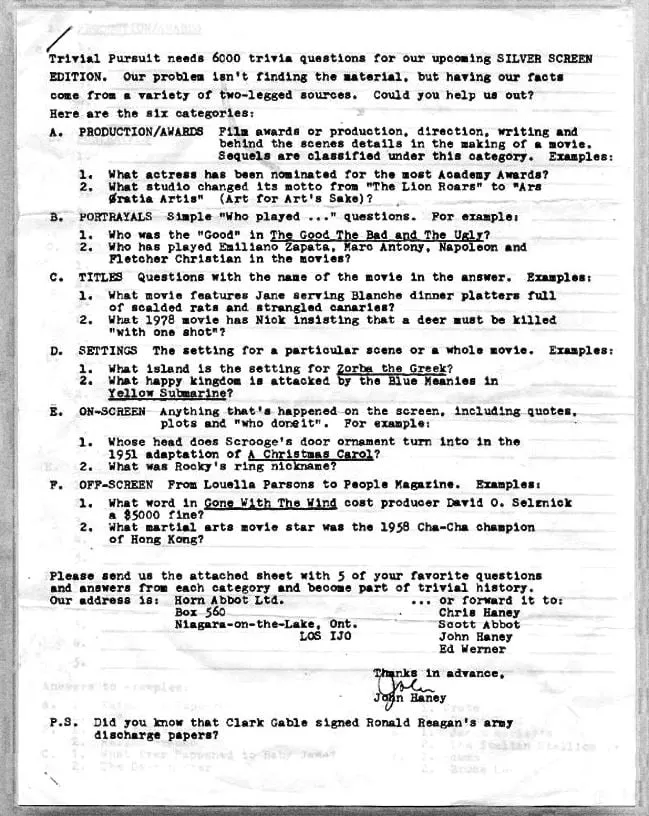 Trivial Pursuit needs 6000 trivia questions for our upcoming SILVER SCREEN
EDITION. Our problem isn't finding the material, but having our facts
come from a variety of two-legged sources. Could you help us out?
Here are the six categories:
A. PRODUCTION/AWARDS Film awards or production, direction, writing and
behind the scenes details in the making of a movie.
Sequels are classified under this category. Examples:
1. What actress has been nominated for the most Academy Awards?
2. What studio changed its motto from "The Lion Roars" to "Ars
Gratia Artis" (Art for Art's Sake)?
B. PORTRAYALS Simple "Who played ..." questions. For example:
1. Who was the "Good" in The Good The Bad and The Ugly?
2. Who has played Emiliano Zapata, Marc Antony, Napoleon and
Fletcher Christian in the movies?
C. TITLES Questions with the name of the movie in the answer. Examples:
1. What movie features Jane serving Blanche dinner platters full
of scalded rats and strangled canaries?
2. What 1978 movie has Nick insisting that a deer must be killed
"with one shot"?
D. SETTINGS The setting for a particular scene or a whole movie. Examples:
1. What island is the setting for Zorba the Greek?
2. What happy kingdom is attacked by the Blue Meanies in
Yellow Submarine?
E. ON-SCREEN Anything that's happened on the screen, including quotes,
plots and "who doneit". For example:
1. Whose head does Scrooge's door ornament turn into in the
1951 adaptation of A Christmas Carol?
2. What was Rocky's ring nickname?
F. OFF-SCREEN From Louella Parsons to People Magazine. Examples:
1. What word in Gone With The Wind cost producer David O. Selznick
a $5000 fine?
2. What martial arts movie star was the 1958 Cha-Cha champion
of Hong Kong?
Please send us the attached sheet with 5 of your favorite questions
and answers from each category and become part of trivial history.
Our address is: Horn Abbot Ltd. ... or forward it to:
Box 560 Chris Haney
Niagara-on-the-Lake, Ont. Scott Abbot
LOS IJO John Haney
Ed Werner
Thanks in advance,
John
John Haney
P.S. Did you know that Clark Gable signed Ronald Reagan's army
discharge papers?